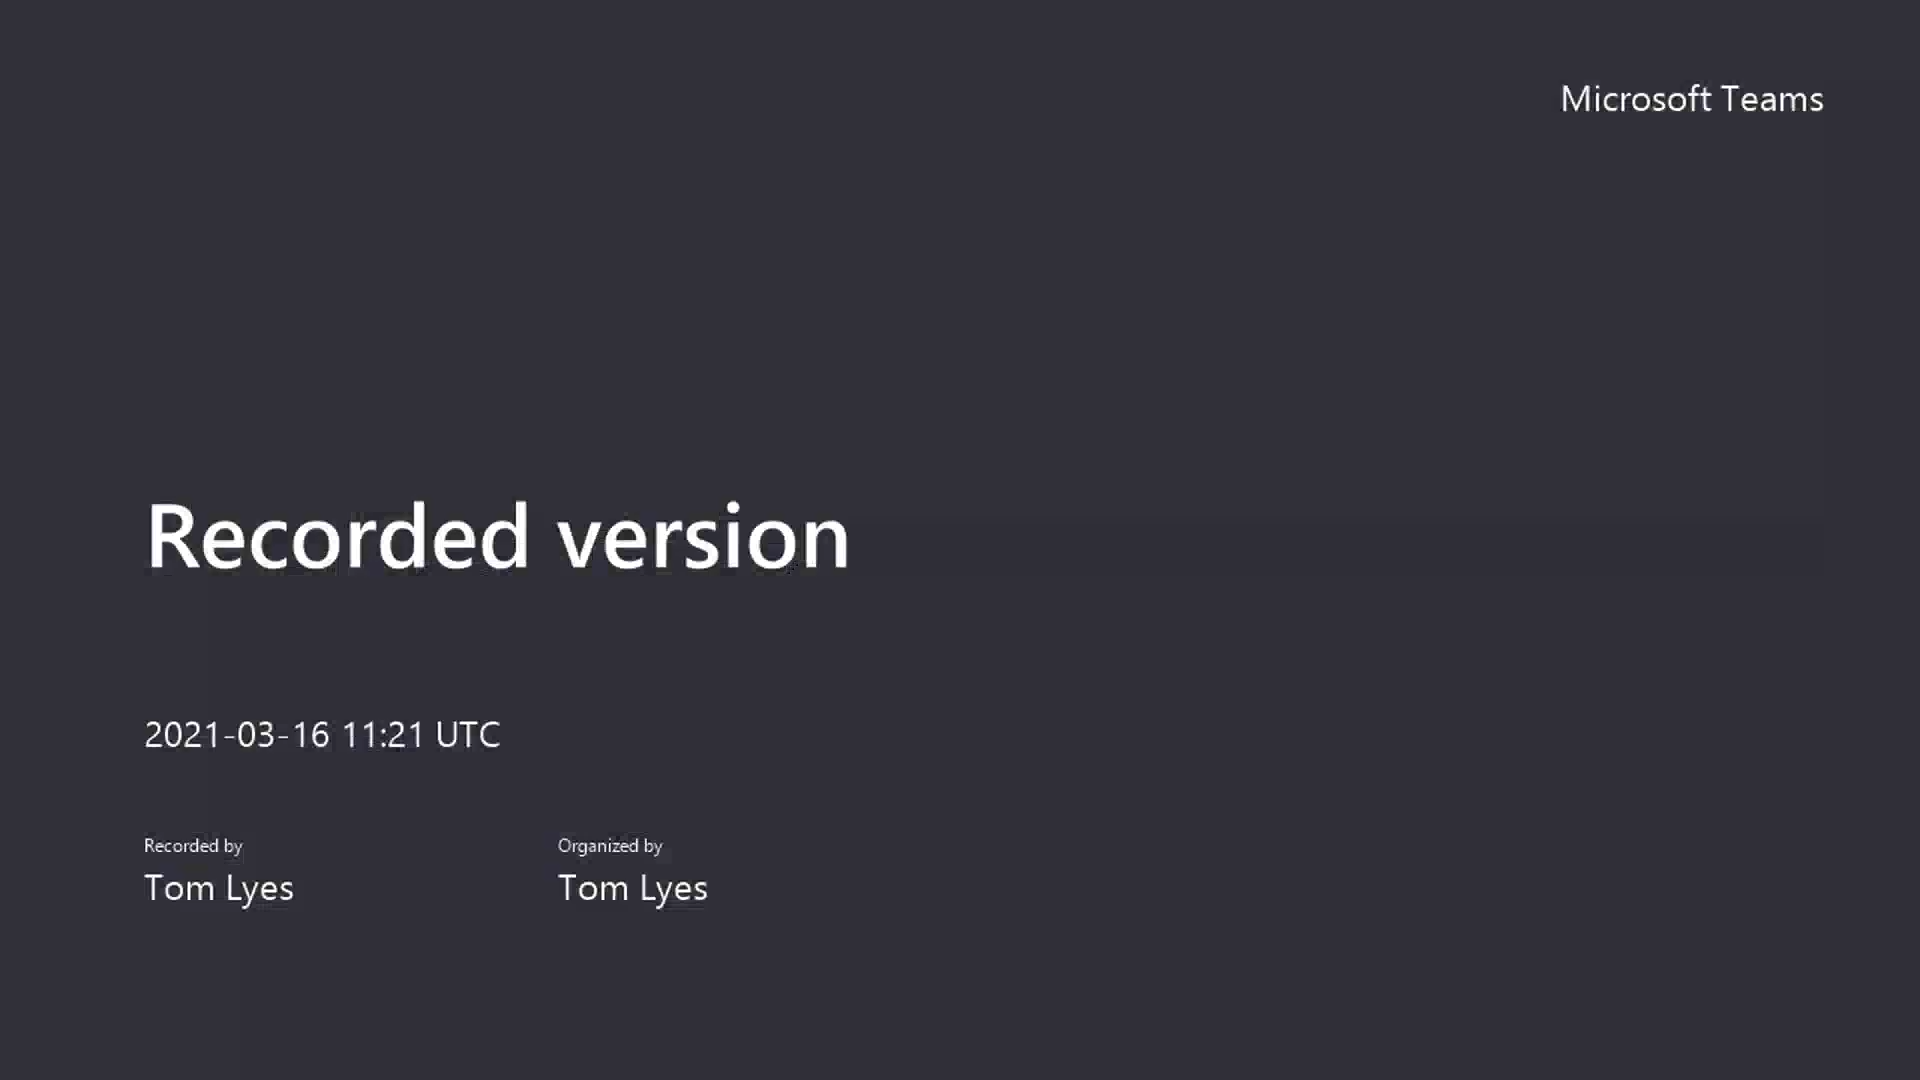 Microsoft Teams
Recorded version
2021-03-16 11:21 UTC
Recorded by
Tom Lyes
Organized by
Tom Lyes